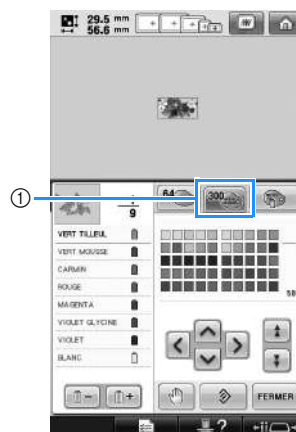 29.5 mm
56.6 mm
①
64
300
9
VERT TILLEUL
VERT MOUSSE
CARMIN
ROUGE
MAGENTA
VIOLET GLYCINE
VIOLET
BLANC
- +
FERMER
?